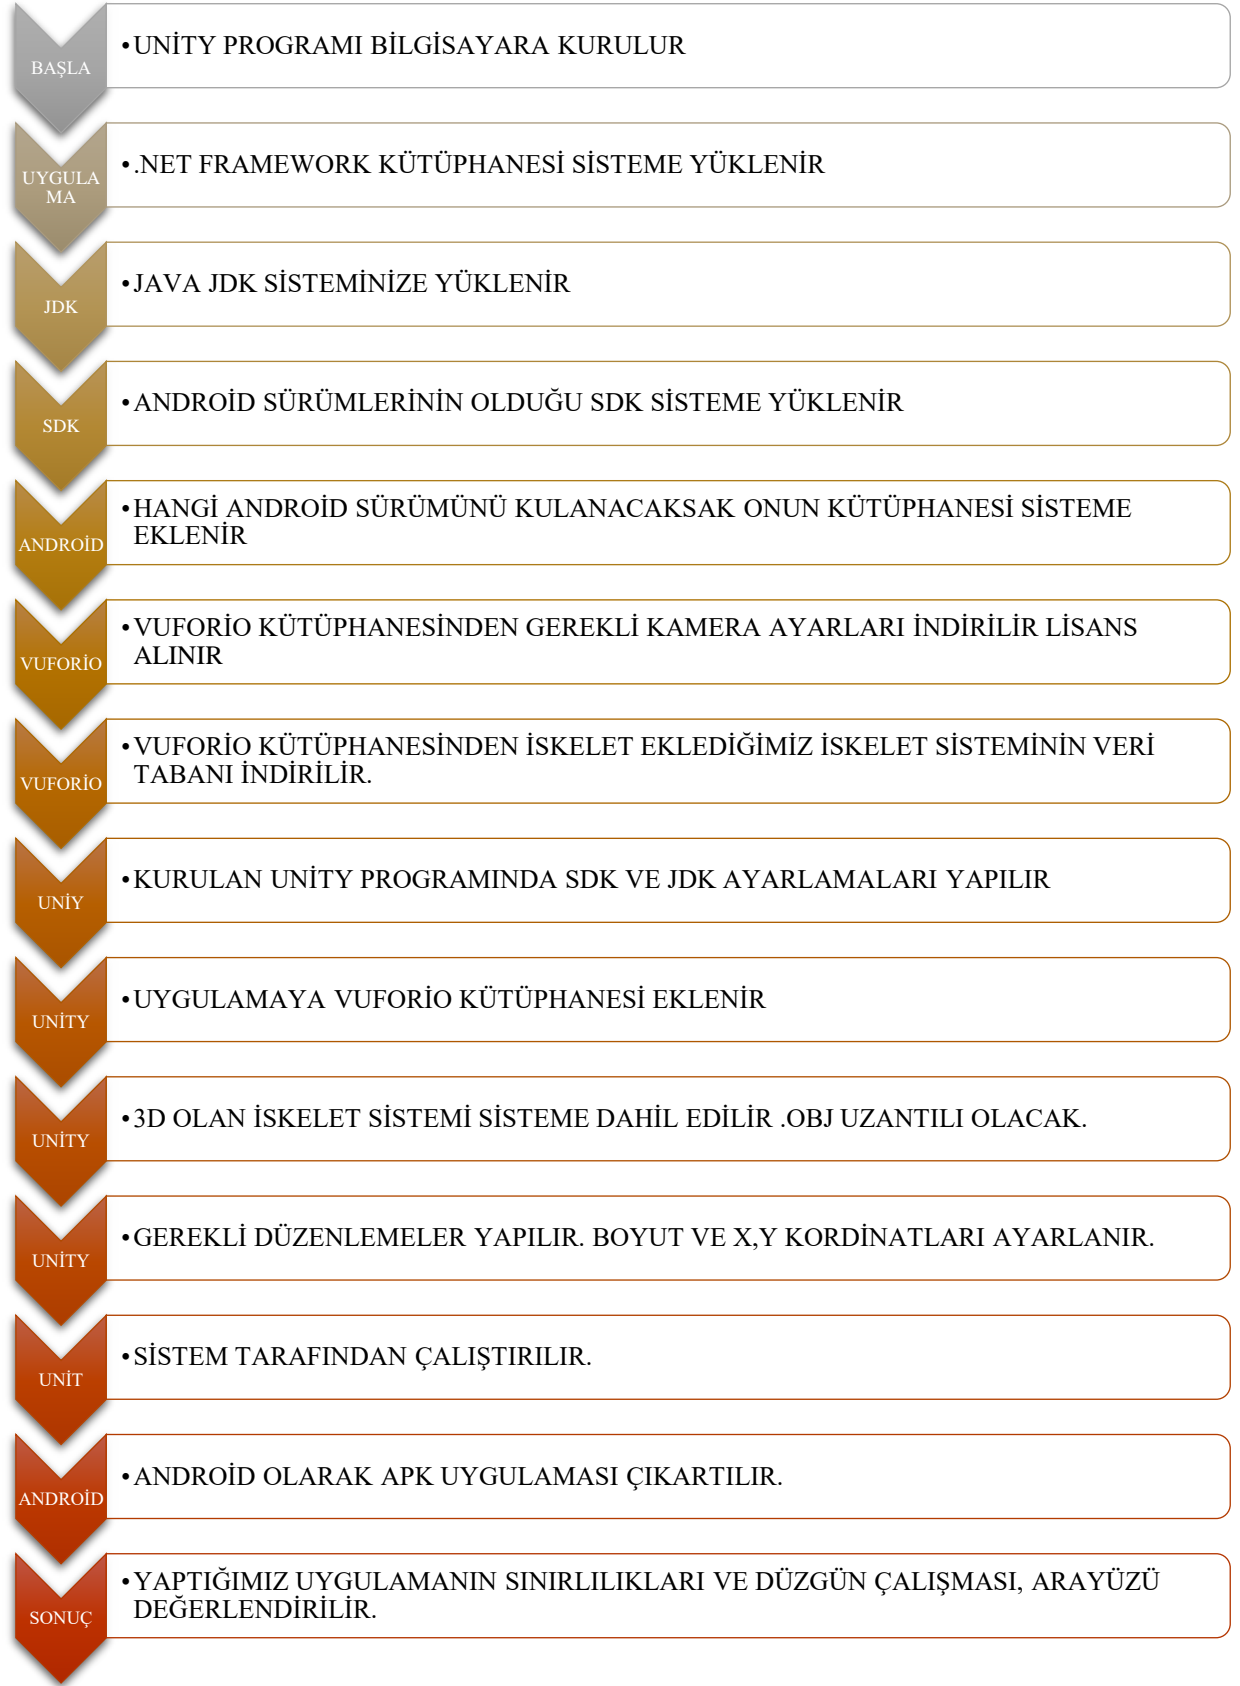 BAŞLA
•UNİTY PROGRAMI BİLGİSAYARA KURULUR
UYGULA
MA
•.NET FRAMEWORK KÜTÜPHANESİ SİSTEME YÜKLENİR
JDK
•JAVA JDK SİSTEMİNİZE YÜKLENİR
SDK
•ANDROİD SÜRÜMLERİNİN OLDUĞU SDK SİSTEME YÜKLENİR
ANDROİD
•HANGİ ANDROİD SÜRÜMÜNÜ KULANACAKSAK ONUN KÜTÜPHANESİ SİSTEME
EKLENİR
VUFORİO
•VUFORİO KÜTÜPHANESİNDEN GEREKLİ KAMERA AYARLARI İNDİRİLİR LİSANS
ALINIR
VUFORİO
•VUFORİO KÜTÜPHANESİNDEN İSKELET EKLEDİĞİMİZ İSKELET SİSTEMİNİN VERİ
TABANI İNDİRİLİR.
UNİY
•KURULAN UNİTY PROGRAMINDA SDK VE JDK AYARLAMALARI YAPILIR
UNİTY
•UYGULAMAYA VUFORİO KÜTÜPHANESİ EKLENİR
UNİTY
•3D OLAN İSKELET SİSTEMİ SİSTEME DAHİL EDİLİR .OBJ UZANTILI OLACAK.
UNİTY
•GEREKLİ DÜZENLEMELER YAPILIR. BOYUT VE X,Y KORDİNATLARI AYARLANIR.
UNİT
•SİSTEM TARAFINDAN ÇALIŞTIRILIR.
ANDROİD
•ANDROİD OLARAK APK UYGULAMASI ÇIKARTILIR.
SONUÇ
•YAPTIĞIMIZ UYGULAMANIN SINIRLILIKLARI VE DÜZGÜN ÇALIŞMASI, ARAYÜZÜ
DEĞERLENDİRİLİR.